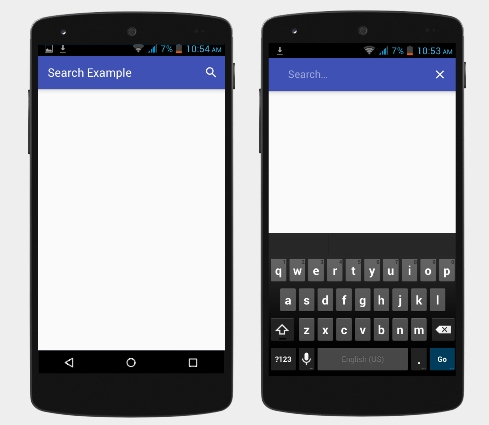 7% 10:54 AM
Search Example
7% 10:53 AM
Search...
q w e r t y u i o p
a s d f g h j k l
z x c v b n m
?123 English (US) . Go